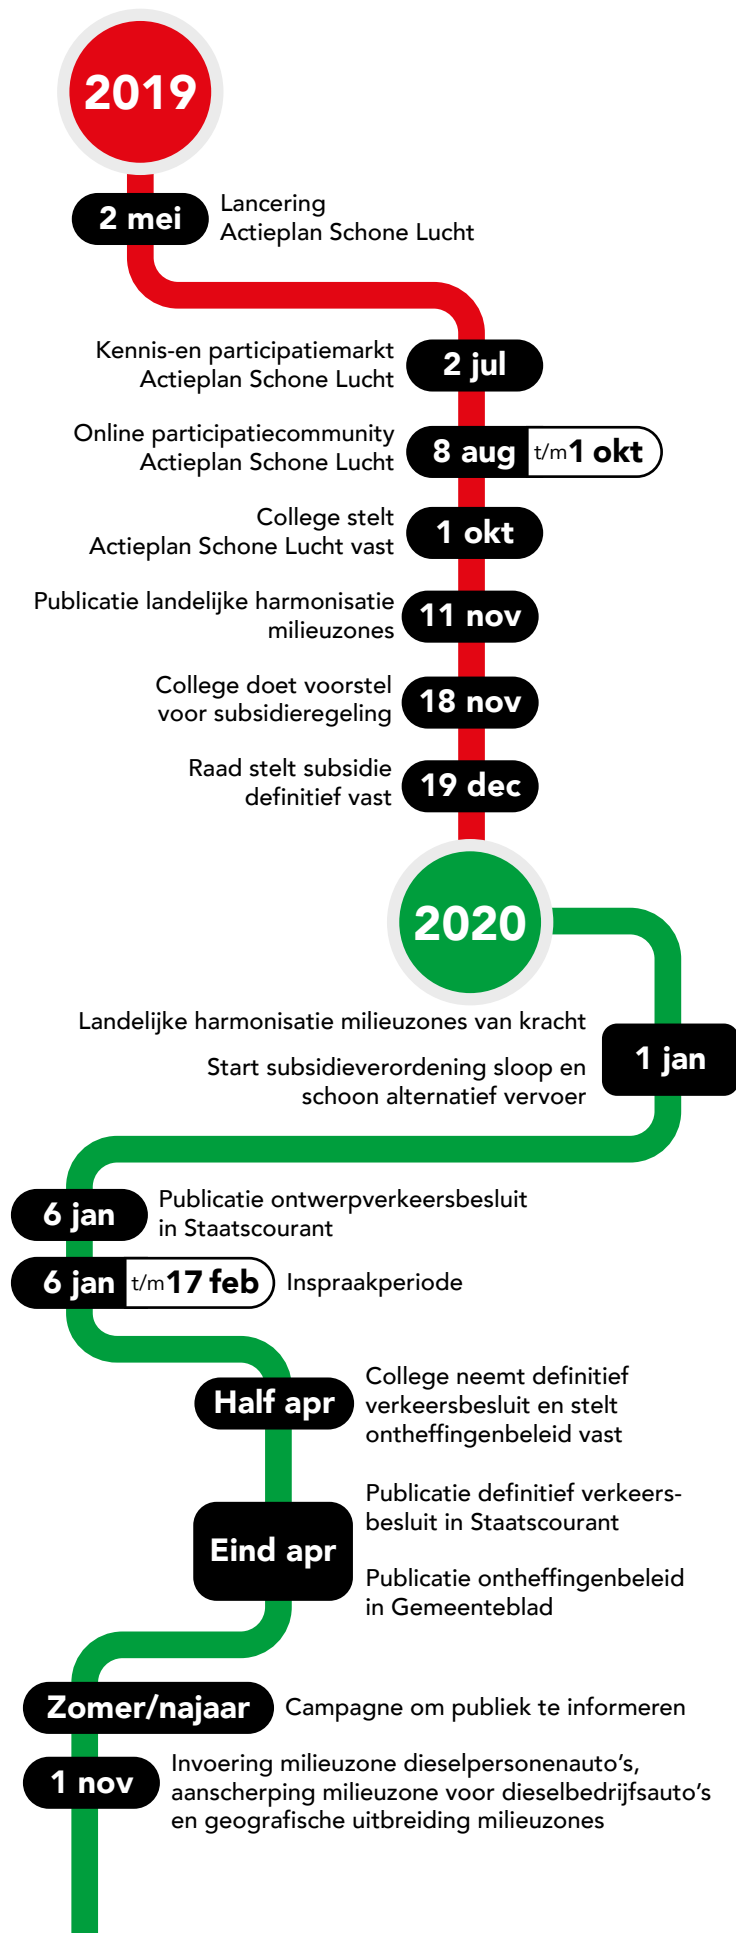 2019
2 mei
Lancering
Actieplan Schone Lucht
Kennis-en participatiemarkt
Actieplan Schone Lucht
2 jul
Online participatiecommunity
Actieplan Schone Lucht
8 aug t/m 1 okt
College stelt
Actieplan Schone Lucht vast
1 okt
Publicatie landelijke harmonisatie
milieuzones
11 nov
College doet voorstel
voor subsidieregeling
18 nov
Raad stelt subsidie
definitief vast
19 dec
2020
Landelijke harmonisatie milieuzones van kracht
Start subsidieverordening sloop en
schoon alternatief vervoer
1 jan
6 jan
Publicatie ontwerpverkeersbesluit
in Staatscourant
6 jan t/m 17 feb
Inspraakperiode
Half apr
College neemt definitief
verkeersbesluit en stelt
ontheffingenbeleid vast
Eind apr
Publicatie definitief verkeers-
besluit in Staatscourant
Publicatie ontheffingenbeleid
in Gemeenteblad
Zomer/najaar
Campagne om publiek te informeren
1 nov
Invoering milieuzone dieselpersonenauto's,
aanscherping milieuzone voor dieselbedrijfsauto's
en geografische uitbreiding milieuzones